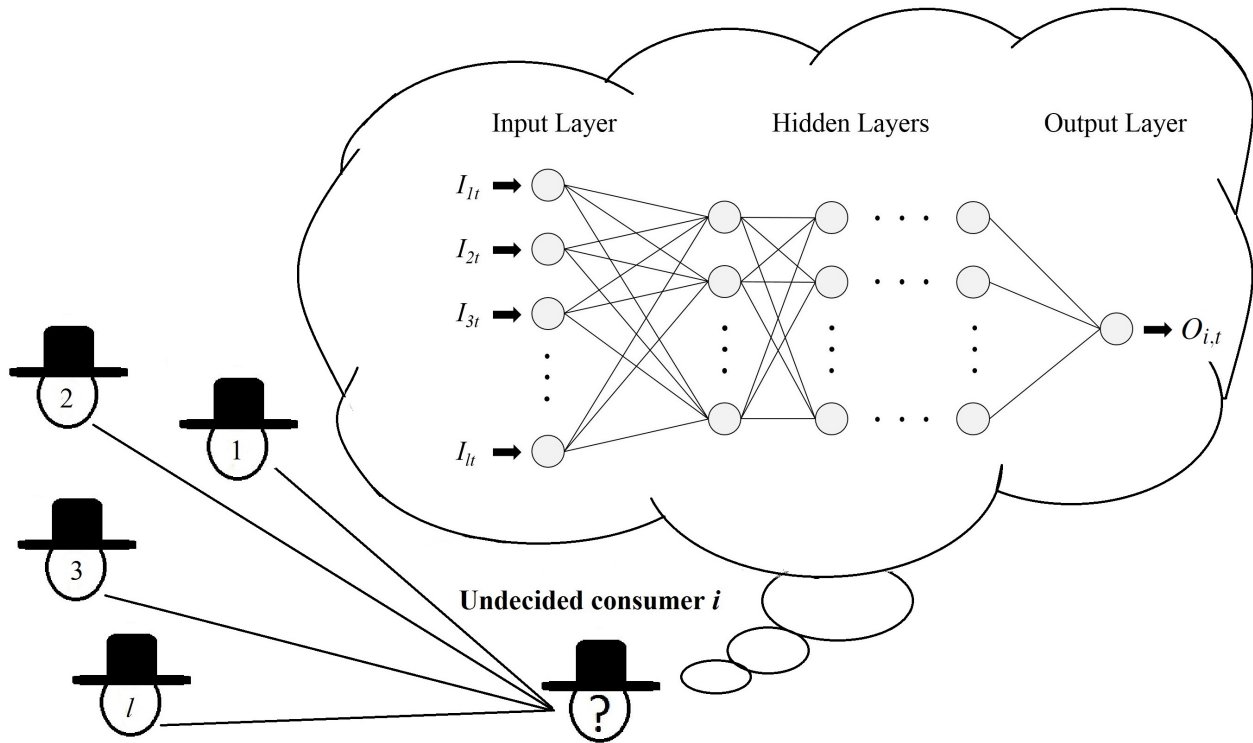 Input Layer
Hidden Layers
Output Layer
I1t
I2t
I3t
Ilt
Oi,t
2
1
3
l
Undecided consumer i
?